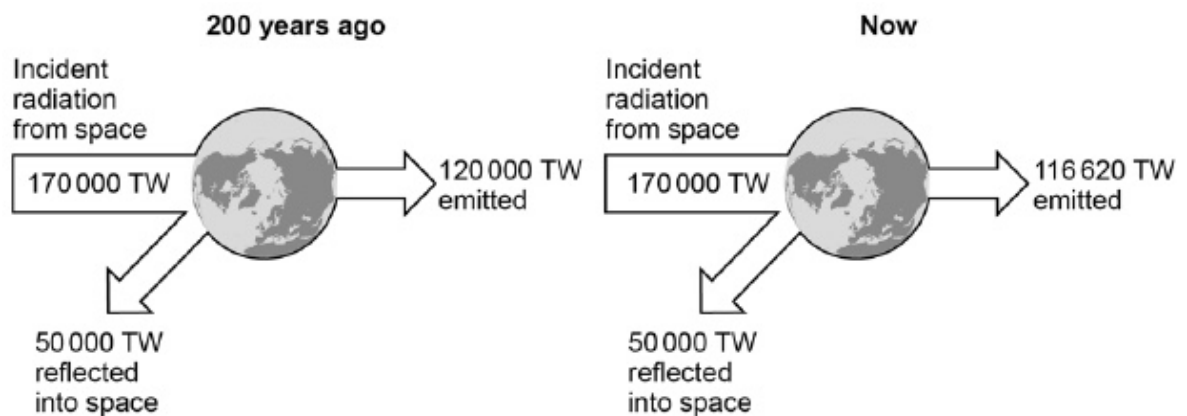 200 years ago
Incident
radiation
from space
170 000 TW
120 000 TW
emitted
50 000 TW
reflected
into space
Now
Incident
radiation
from space
170 000 TW
116 620 TW
emitted
50 000 TW
reflected
into space